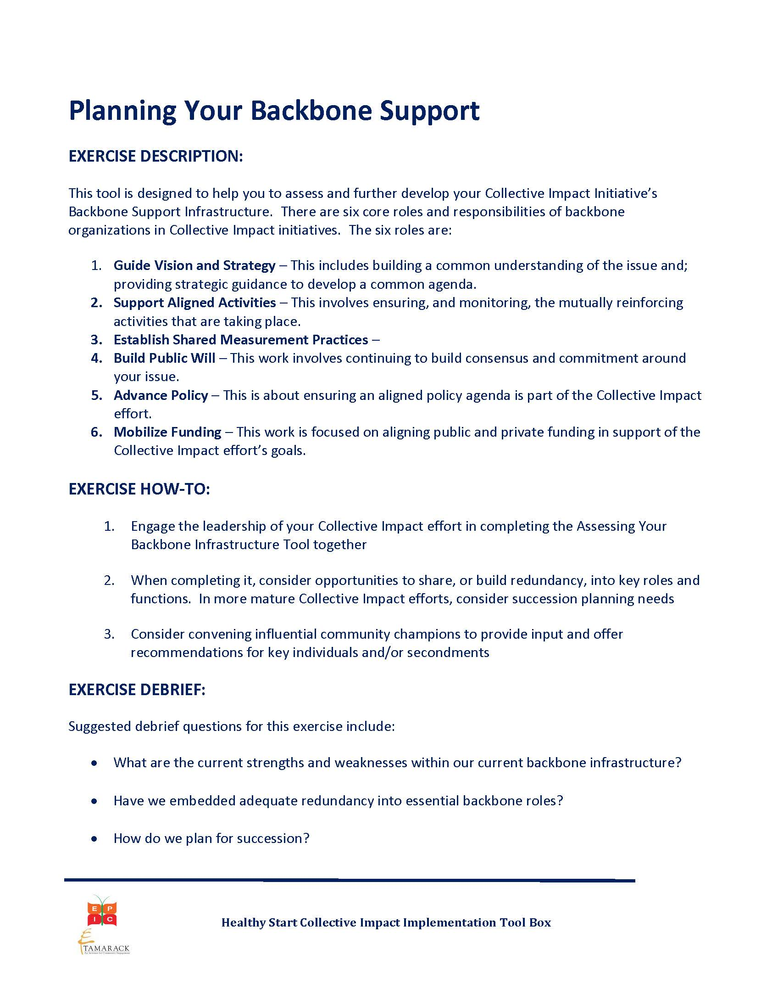 Planning Your Backbone Support
EXERCISE DESCRIPTION:
This tool is designed to help you to assess and further develop your Collective Impact Initiative’s
Backbone Support Infrastructure.  There are six core roles and responsibilities of backbone
organizations in Collective Impact initiatives.  The six roles are:
1. Guide Vision and Strategy – This includes building a common understanding of the issue and;
providing strategic guidance to develop a common agenda.
2. Support Aligned Activities – This involves ensuring, and monitoring, the mutually reinforcing
activities that are taking place.
3. Establish Shared Measurement Practices –
4. Build Public Will – This work involves continuing to build consensus and commitment around
your issue.
5. Advance Policy – This is about ensuring an aligned policy agenda is part of the Collective Impact
effort.
6. Mobilize Funding – This work is focused on aligning public and private funding in support of the
Collective Impact effort’s goals.
EXERCISE HOW-TO:
1. Engage the leadership of your Collective Impact effort in completing the Assessing Your
Backbone Infrastructure Tool together
2. When completing it, consider opportunities to share, or build redundancy, into key roles and
functions.  In more mature Collective Impact efforts, consider succession planning needs
3. Consider convening influential community champions to provide input and offer
recommendations for key individuals and/or secondments
EXERCISE DEBRIEF:
Suggested debrief questions for this exercise include:
• What are the current strengths and weaknesses within our current backbone infrastructure?
• Have we embedded adequate redundancy into essential backbone roles?
• How do we plan for succession?
E P
I C
Healthy Start Collective Impact Implementation Tool Box
TAMARACK
An Institute for Community Engagement